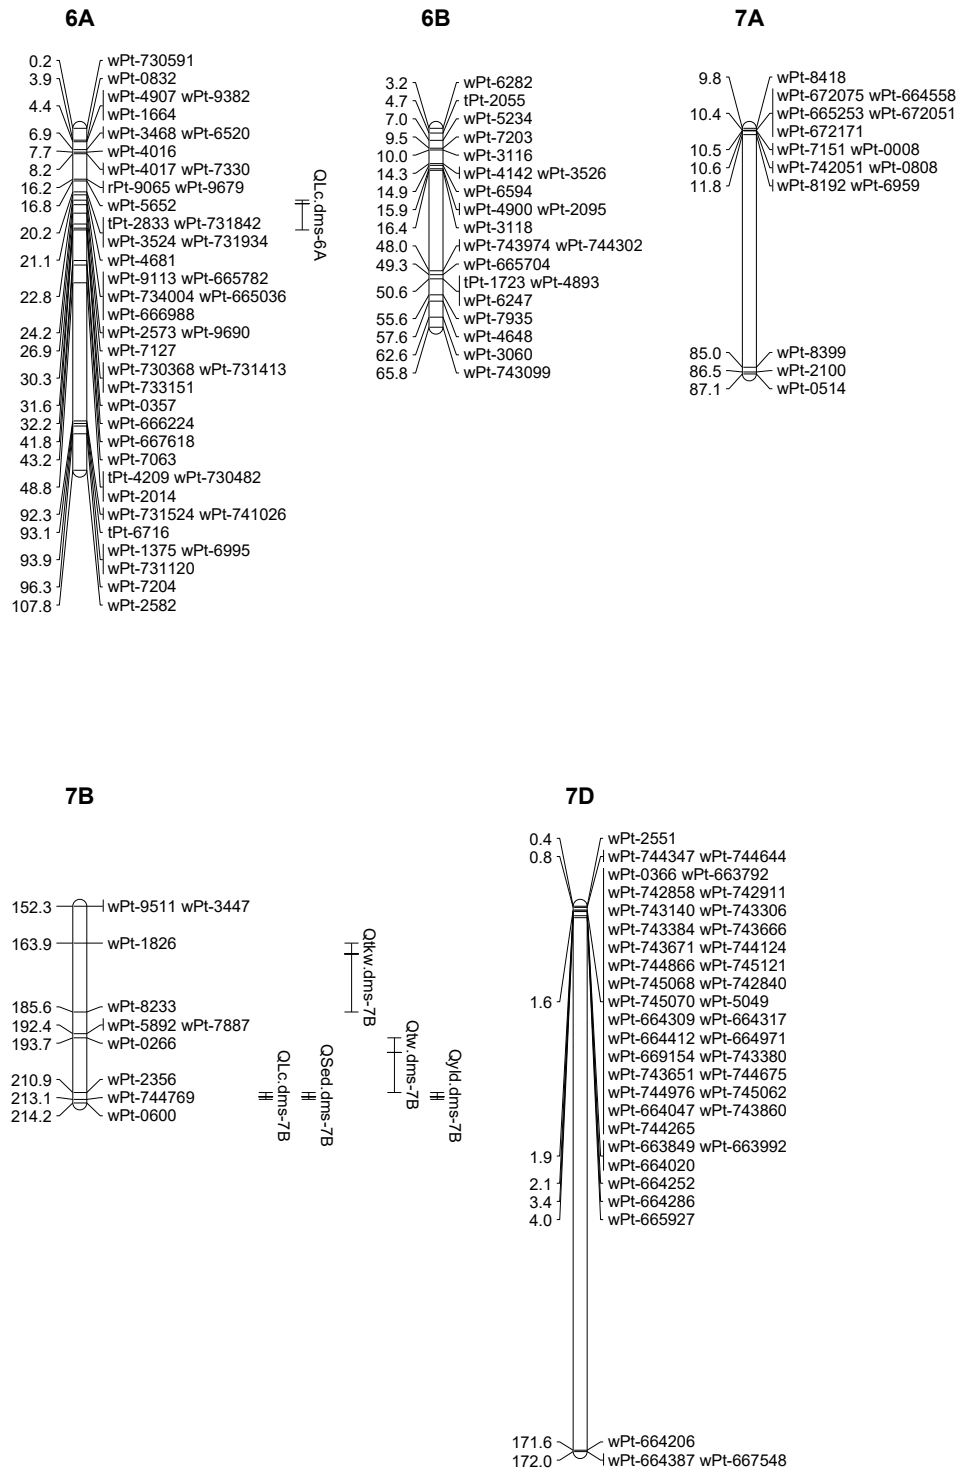 6A
0.2 wPt-730591
3.9 wPt-0832
4.4 wPt-4907 wPt-9382
wPt-1664
6.9 wPt-3468 wPt-6520
7.7 wPt-4016
8.2 wPt-4017 wPt-7330
16.2 rPt-9065 wPt-9679
16.8 wPt-5652
20.2 tPt-2833 wPt-731842
wPt-3524 wPt-731934
21.1 wPt-4681
22.8 wPt-9113 wPt-665782
wPt-734004 wPt-665036
wPt-666988
24.2 wPt-2573 wPt-9690
26.9 wPt-7127
30.3 wPt-730368 wPt-731413
wPt-733151
31.6 wPt-0357
32.2 wPt-666224
41.8 wPt-667618
43.2 wPt-7063
48.8 tPt-4209 wPt-730482
wPt-2014
92.3 wPt-731524 wPt-741026
93.1 tPt-6716
93.9 wPt-1375 wPt-6995
wPt-731120
96.3 wPt-7204
107.8 wPt-2582
QLc.dms-6A
6B
3.2 wPt-6282
4.7 tPt-2055
7.0 wPt-5234
9.5 wPt-7203
10.0 wPt-3116
14.3 wPt-4142 wPt-3526
14.9 wPt-6594
15.9 wPt-4900 wPt-2095
16.4 wPt-3118
48.0 wPt-743974 wPt-744302
49.3 wPt-665704
50.6 tPt-1723 wPt-4893
wPt-6247
55.6 wPt-7935
57.6 wPt-4648
62.6 wPt-3060
65.8 wPt-743099
7A
9.8 wPt-8418
10.4 wPt-672075 wPt-664558
wPt-665253 wPt-672051
wPt-672171
10.5 wPt-7151 wPt-0008
10.6 wPt-742051 wPt-0808
11.8 wPt-8192 wPt-6959
85.0 wPt-8399
86.5 wPt-2100
87.1 wPt-0514
7B
152.3 wPt-9511 wPt-3447
163.9 wPt-1826
185.6 wPt-8233
192.4 wPt-5892 wPt-7887
193.7 wPt-0266
210.9 wPt-2356
213.1 wPt-744769
214.2 wPt-0600
QLc.dms-7B
QSed.dms-7B
Qtkw.dms-7B
Qtw.dms-7B
Qyld.dms-7B
7D
0.4 wPt-2551
0.8 wPt-744347 wPt-744644
wPt-0366 wPt-663792
wPt-742858 wPt-742911
wPt-743140 wPt-743306
wPt-743384 wPt-743666
wPt-743671 wPt-744124
wPt-744866 wPt-745121
wPt-745068 wPt-742840
1.6 wPt-745070 wPt-5049
wPt-664309 wPt-664317
wPt-664412 wPt-664971
wPt-669154 wPt-743380
wPt-743651 wPt-744675
wPt-744976 wPt-745062
wPt-664047 wPt-743860
wPt-744265
1.9 wPt-663849 wPt-663992
wPt-664020
2.1 wPt-664252
3.4 wPt-664286
4.0 wPt-665927
171.6 wPt-664206
172.0 wPt-664387 wPt-667548